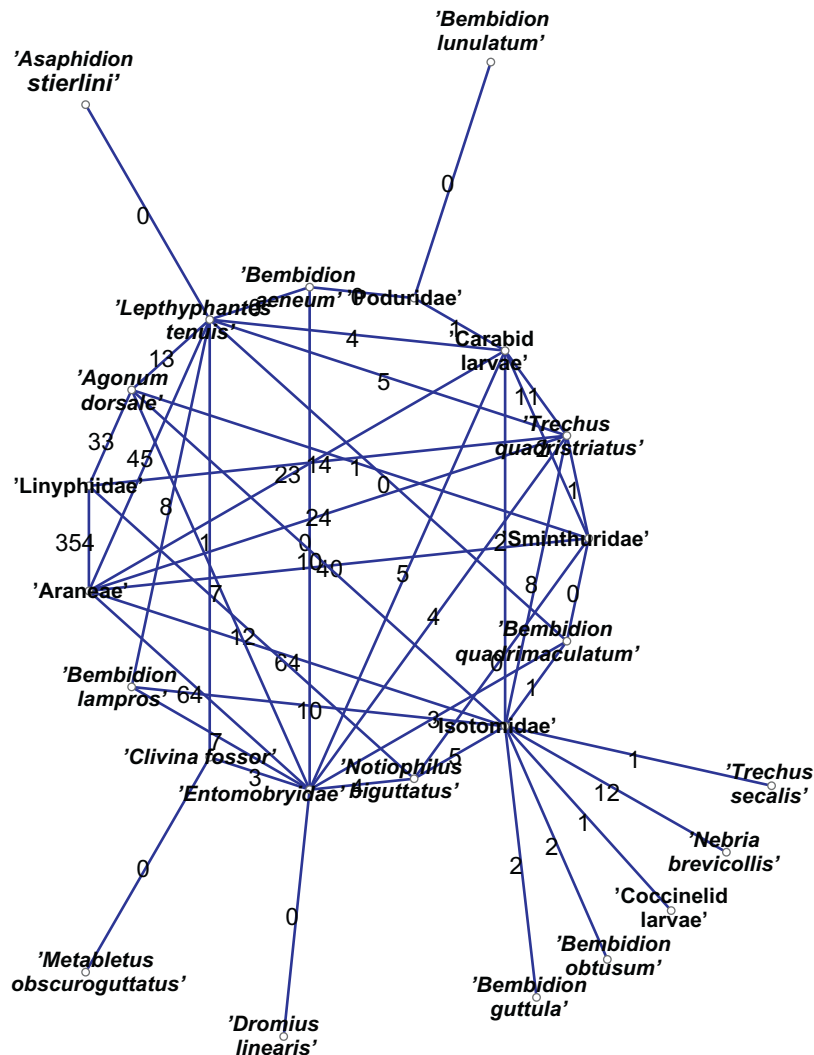 'Bembidion
lunulatum'
'Asaphidion
stierlini'
0
0
'Bembidion
aeneum'
'Poduridae'
'Lepthyphantes
tenuis'
'Carabid
larvae'
1
4
13
5
'Agonum
dorsale'
11
'Trechus
quadristriatus'
33
45
23
14
1
0
'Linyphiidae'
1
8
24
354
1
0
2
'Sminthuridae'
10
40
5
'Araneae'
7
8
0
4
12
'Bembidion
quadrimaculatum'
64
0
'Bembidion
lampros'
64
1
10
3
'Isotomidae'
7
'Clivina fossor'
5
3
'Entomobryidae'
'Notiophilus
biguttatus'
1
'Trechus
secalis'
12
1
2
2
'Nebria
brevicollis'
0
'Coccinelid
larvae'
0
'Bembidion
obtusum'
'Metabletus
obscuroguttatus'
'Bembidion
guttula'
'Dromius
linearis'